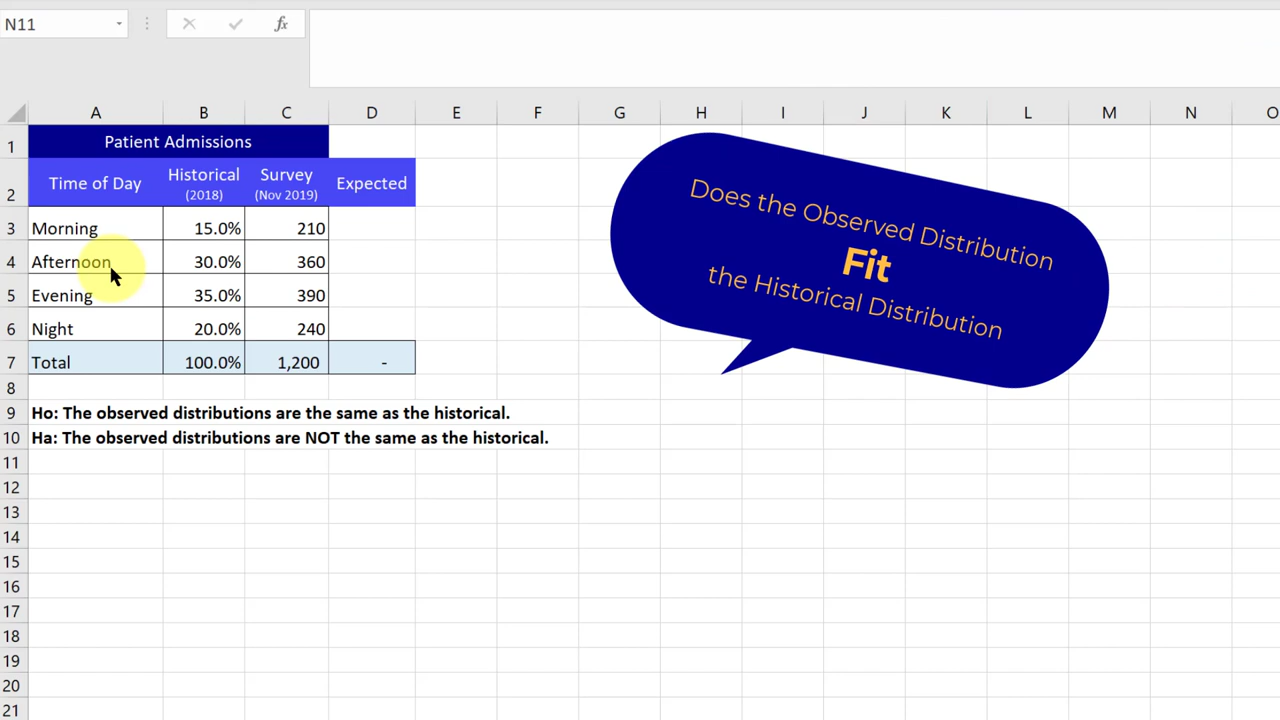 N11
fx
A B C D E F G H I J K L M N O
1 Patient Admissions
2 Time of Day Historical (2018) Survey (Nov 2019) Expected
3 Morning 15.0% 210
4 Afternoon 30.0% 360
5 Evening 35.0% 390
6 Night 20.0% 240
7 Total 100.0% 1,200 -
8
9 Ho: The observed distributions are the same as the historical.
10 Ha: The observed distributions are NOT the same as the historical.
11
12
13
14
15
16
17
18
19
20
21
Does the Observed Distribution
Fit
the Historical Distribution